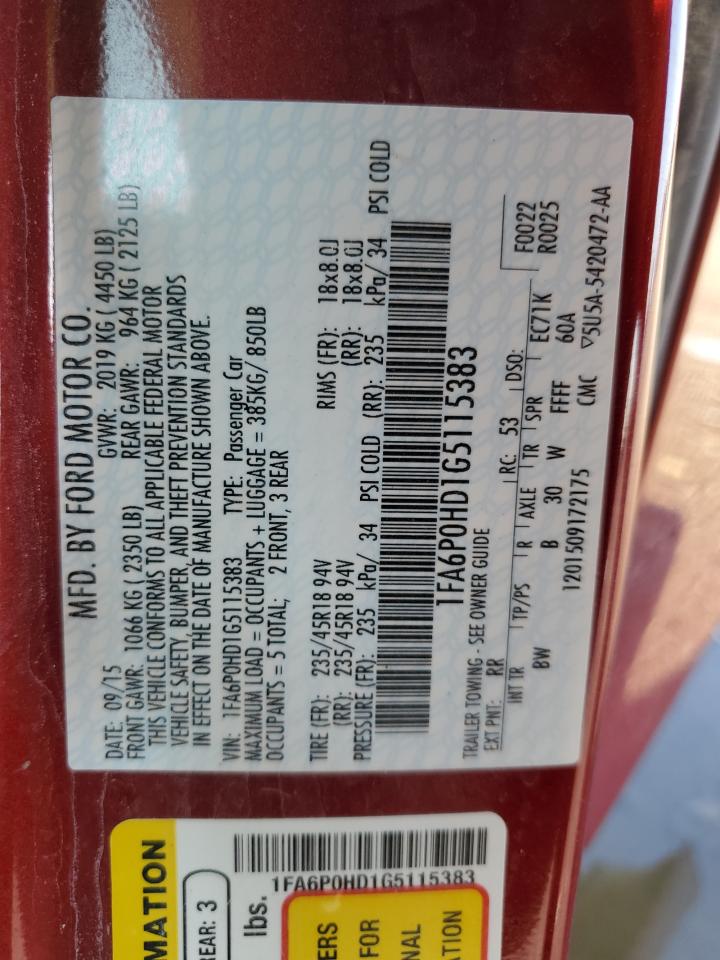 MFD. BY FORD MOTOR CO.
DATE: 09/15 GVWR: 2019 KG ( 4450 LB)
FRONT GAWR: 1066 KG ( 2350 LB) REAR GAWR: 964 KG ( 2125 LB)
THIS VEHICLE CONFORMS TO ALL APPLICABLE FEDERAL MOTOR
VEHICLE SAFETY, BUMPER, AND THEFT PREVENTION STANDARDS
IN EFFECT ON THE DATE OF MANUFACTURE SHOWN ABOVE.
VIN: 1FA6P0HD1G5115383 TYPE: Passenger Car
MAXIMUM LOAD = OCCUPANTS + LUGGAGE = 385KG/ 850LB
OCCUPANTS = 5 TOTAL; 2 FRONT, 3 REAR
TIRE (FR): 235/45R18 94V RIMS (FR): 18x8.0J
(RR): 235/45R18 94V (RR): 18x8.0J
PRESSURE (FR): 235 kPa/ 34 PSI COLD (RR): 235 kPa/ 34 PSI COLD
1FA6P0HD1G5115383
TRAILER TOWING - SEE OWNER GUIDE
EXT PNT: RR RC: 53 DSO: F0022
R0025
INT TR TP/PS R AXLE TR SPR EC71K
BW B 30 W FFFF 60A
1201509172175 CMC ▽5U5A-5420472-AA
MATION
REAR: 3
lbs.
1FA6P0HD1G5115383
ERS
FOR
NAL
TION